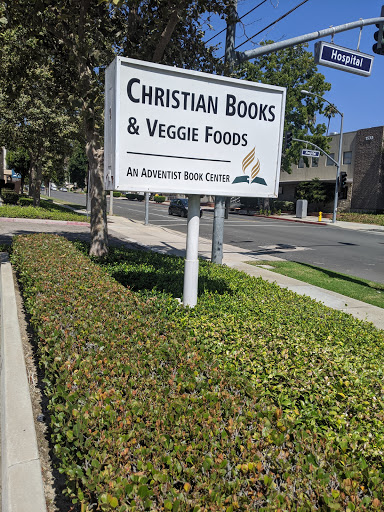 Hospital
CHRISTIAN BOOKS
& VEGGIE FOODS
AN ADVENTIST BOOK CENTER